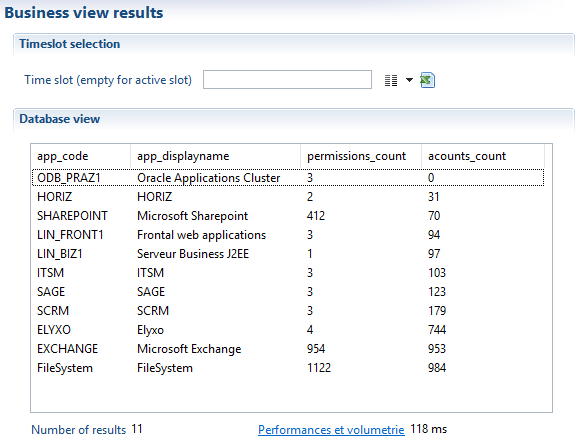 Business view results
Timeslot selection
Time slot (empty for active slot)
Database view
app_code app_displayname permissions_count acounts_count
ODB_PRAZ1 Oracle Applications Cluster 3 0
HORIZ HORIZ 2 31
SHAREPOINT Microsoft Sharepoint 412 70
LIN_FRONT1 Frontal web applications 3 94
LIN_BIZ1 Serveur Business J2EE 1 97
ITSM ITSM 3 103
SAGE SAGE 3 123
SCRM SCRM 3 179
ELYXO Elyxo 4 744
EXCHANGE Microsoft Exchange 954 953
FileSystem FileSystem 1122 984
Number of results 11 Performances et volumetrie 118 ms